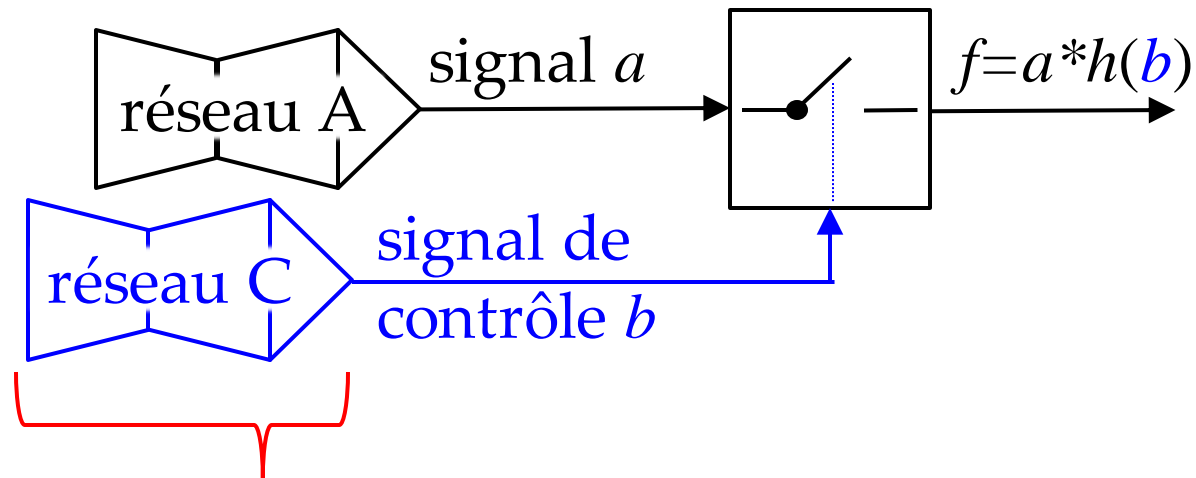 signal a
f=a*h(b)
réseau A
signal de
réseau C
contrôle b